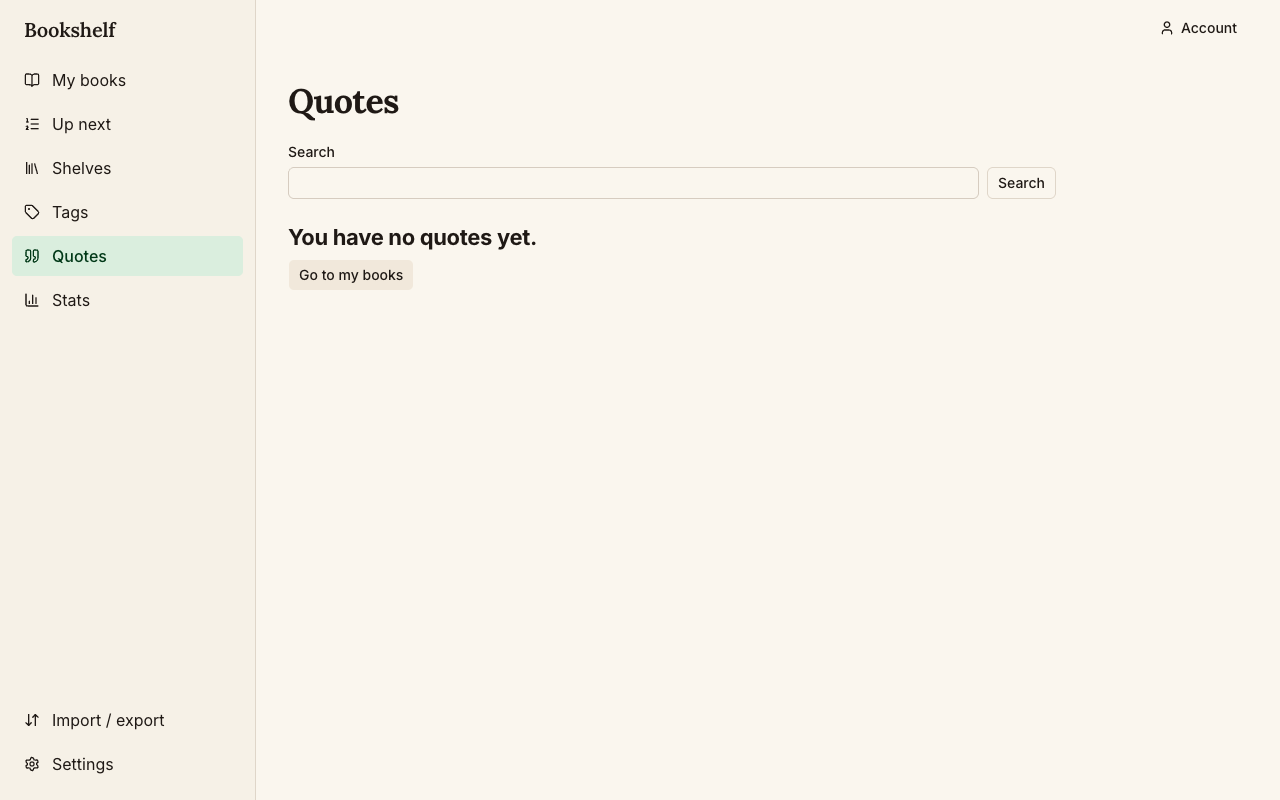 Bookshelf
My books
Up next
Shelves
Tags
Quotes
Stats
Import / export
Settings
Account
Quotes
Search
Search
You have no quotes yet.
Go to my books